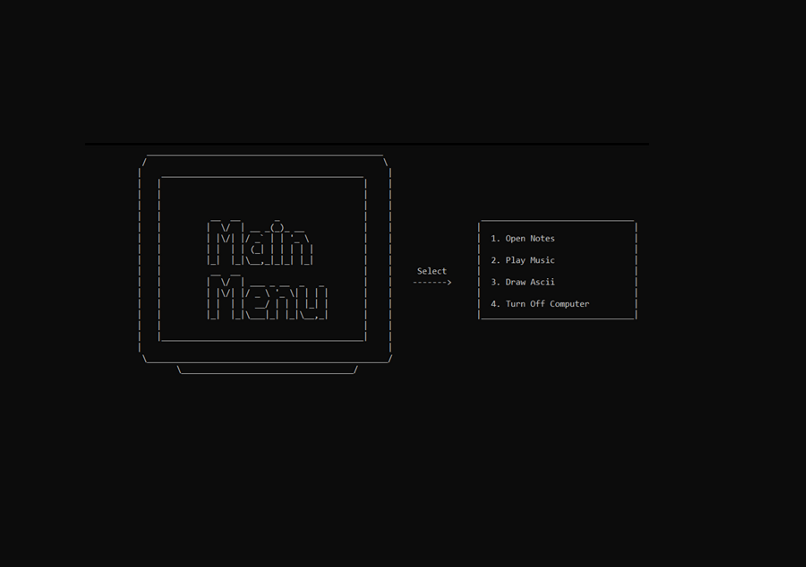 Main
Menu
Select
------->
1. Open Notes
2. Play Music
3. Draw Ascii
4. Turn Off Computer